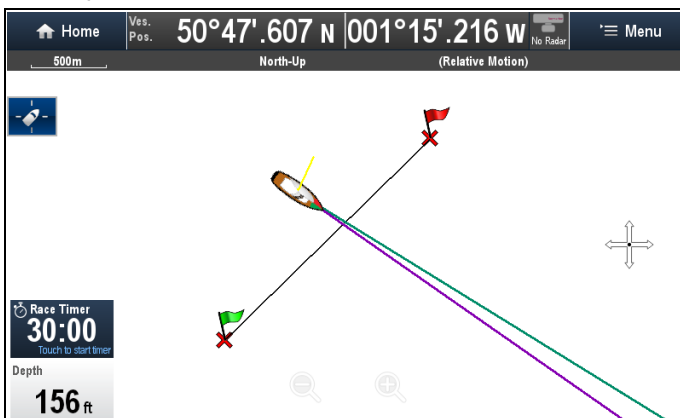 Home
Ves. Pos.
50°47'.607 N
001°15'.216 W
No Radar
Menu
500m
North-Up
(Relative Motion)
Race Timer
30:00
Touch to start timer
Depth
156 ft